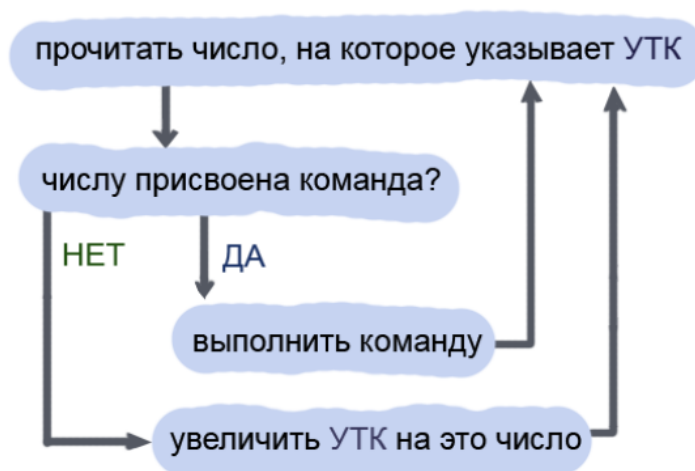 прочитать число, на которое указывает УТК
числу присвоена команда?
НЕТ
ДА
выполнить команду
увеличить УТК на это число